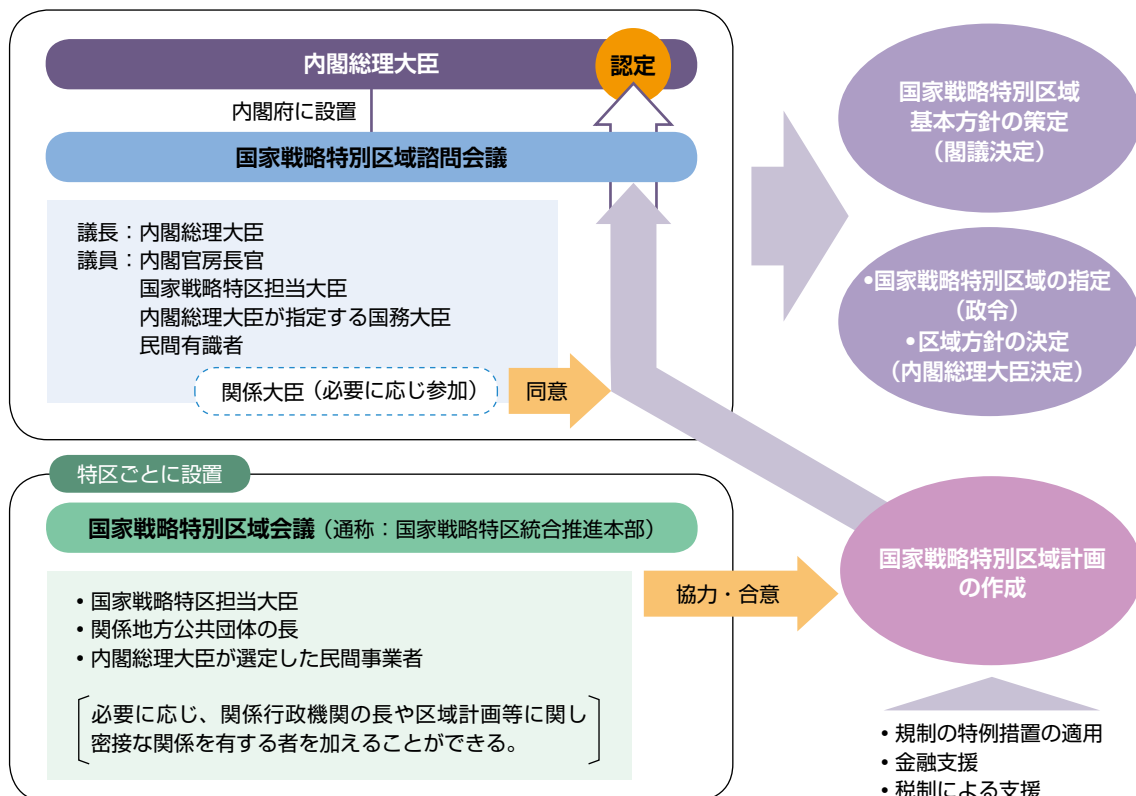 内閣総理大臣
認定
内閣府に設置
国家戦略特別区域諮問会議
議長：内閣総理大臣
議員：内閣官房長官
国家戦略特区担当大臣
内閣総理大臣が指定する国務大臣
民間有識者
関係大臣（必要に応じ参加）
同意
国家戦略特別区域
基本方針の策定
（閣議決定）
•国家戦略特別区域の指定
（政令）
•区域方針の決定
（内閣総理大臣決定）
特区ごとに設置
国家戦略特別区域会議（通称：国家戦略特区統合推進本部）
• 国家戦略特区担当大臣
• 関係地方公共団体の長
• 内閣総理大臣が選定した民間事業者
必要に応じ、関係行政機関の長や区域計画等に関し
密接な関係を有する者を加えることができる。
協力・合意
国家戦略特別区域計画
の作成
• 規制の特例措置の適用
• 金融支援
• 税制による支援